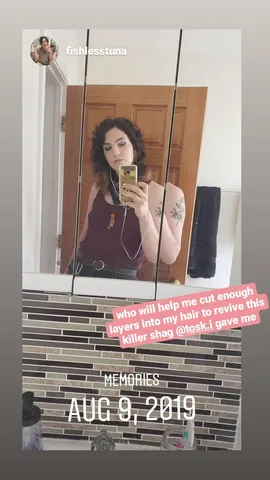 fishlesstuna
who will help me cut enough
layers into my hair to revive this
killer shag @tosk.i gave me
MEMORIES
AUG 9, 2019